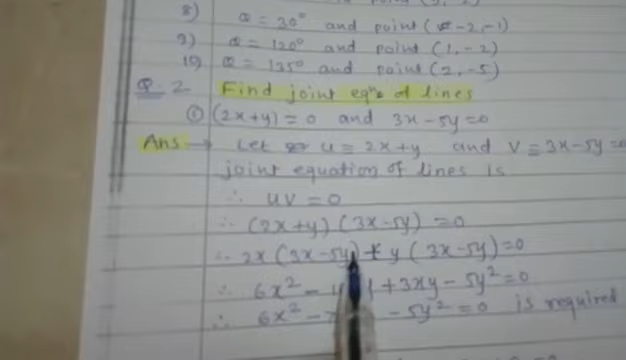 8) θ = 30° and point (-2,-1)
9) θ = 120° and point (1,-2)
10) θ = 135° and point (2,-5)
Q.2 Find joint eqⁿs of lines
① (2x+y)=0 and 3x-5y=0
Ans → Let u = 2x+y and v = 3x-5y=0
joint equation of lines is
∴ uv=0
∴ (2x+y)(3x-5y)=0
∴ 2x(3x-5y)+y(3x-5y)=0
∴ 6x² - +3xy-5y²=0
∴ 6x² - -5y²=0 is required